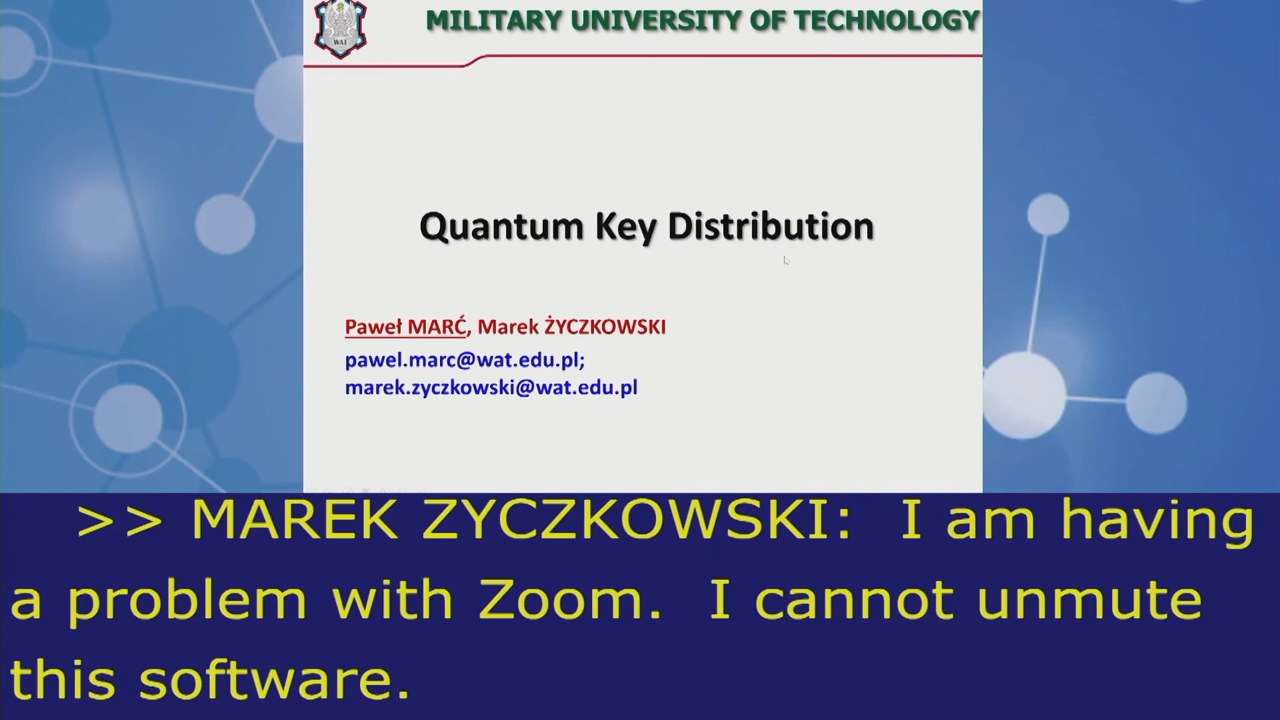 WAT
MILITARY UNIVERSITY OF TECHNOLOGY
Quantum Key Distribution
Paweł MARĆ, Marek ŻYCZKOWSKI
pawel.marc@wat.edu.pl;
marek.zyczkowski@wat.edu.pl
>> MAREK ZYCZKOWSKI: I am having
a problem with Zoom. I cannot unmute
this software.